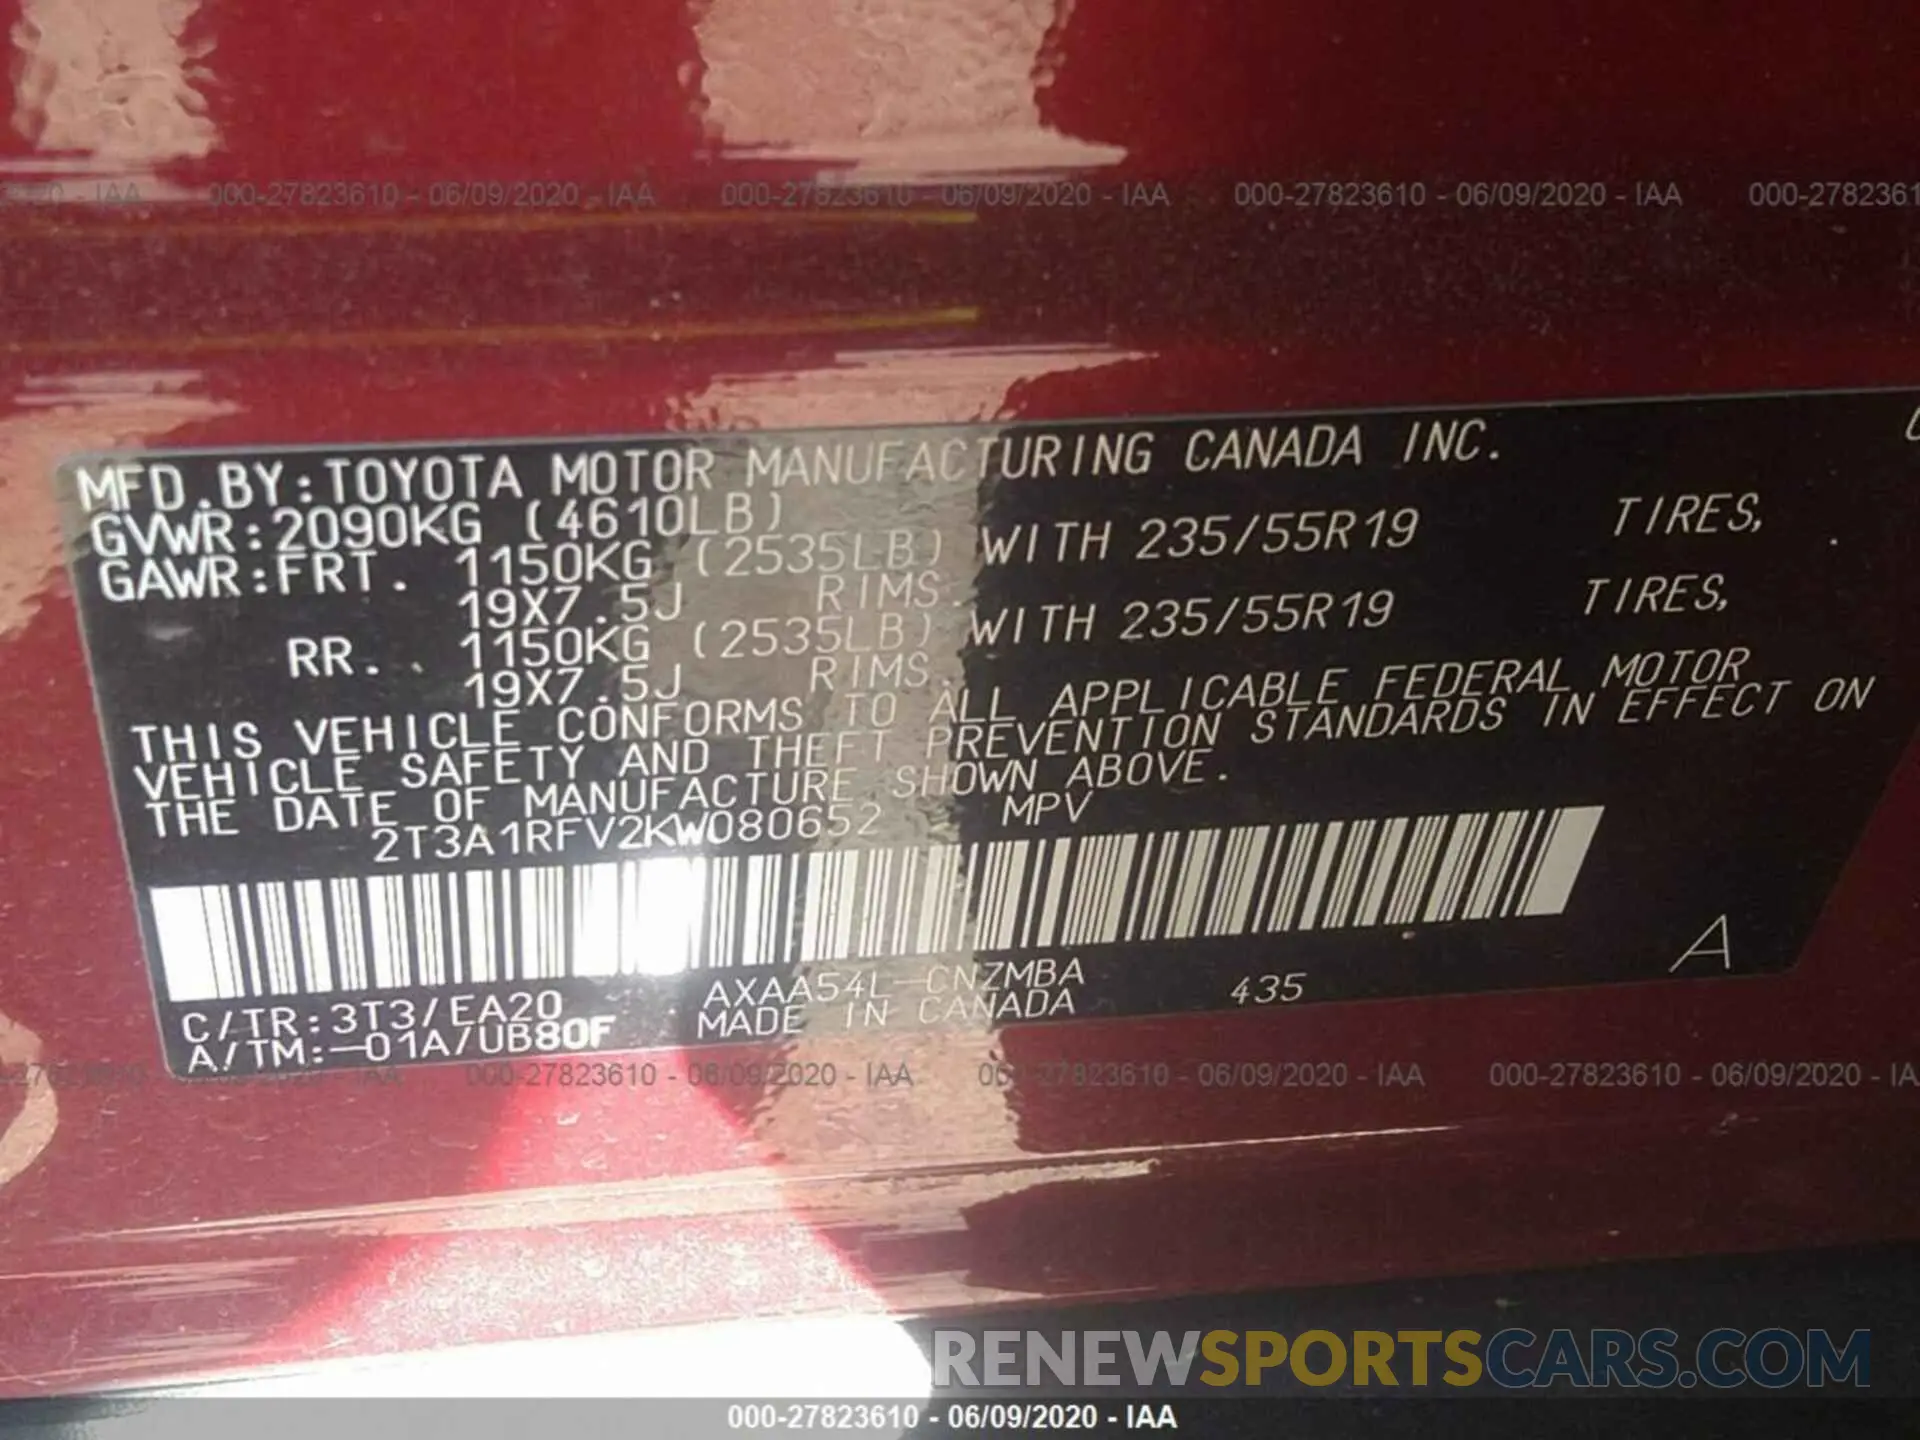 000-27823610 - 06/09/2020 - IAA 000-27823610 - 06/09/2020 - IAA 000-27823610 - 06/09/2020 - IAA
MFD.BY:TOYOTA MOTOR MANUFACTURING CANADA INC.
GVWR:2090KG (4610LB)
GAWR:FRT. 1150KG (2535LB) WITH 235/55R19 TIRES,
19X7.5J RIMS.
RR. 1150KG (2535LB) WITH 235/55R19 TIRES,
19X7.5J RIMS.
THIS VEHICLE CONFORMS TO ALL APPLICABLE FEDERAL MOTOR
VEHICLE SAFETY AND THEFT PREVENTION STANDARDS IN EFFECT ON
THE DATE OF MANUFACTURE SHOWN ABOVE.
2T3A1RFV2KW080652 MPV
A
C/TR:3T3/EA20 AXAA54L-CNZMBA 435
A/TM:-01A/UB80F MADE IN CANADA
000-27823610 - 06/09/2020 - IAA 000-27823610 - 06/09/2020 - IAA
RENEWSPORTSCARS.COM
000-27823610 - 06/09/2020 - IAA